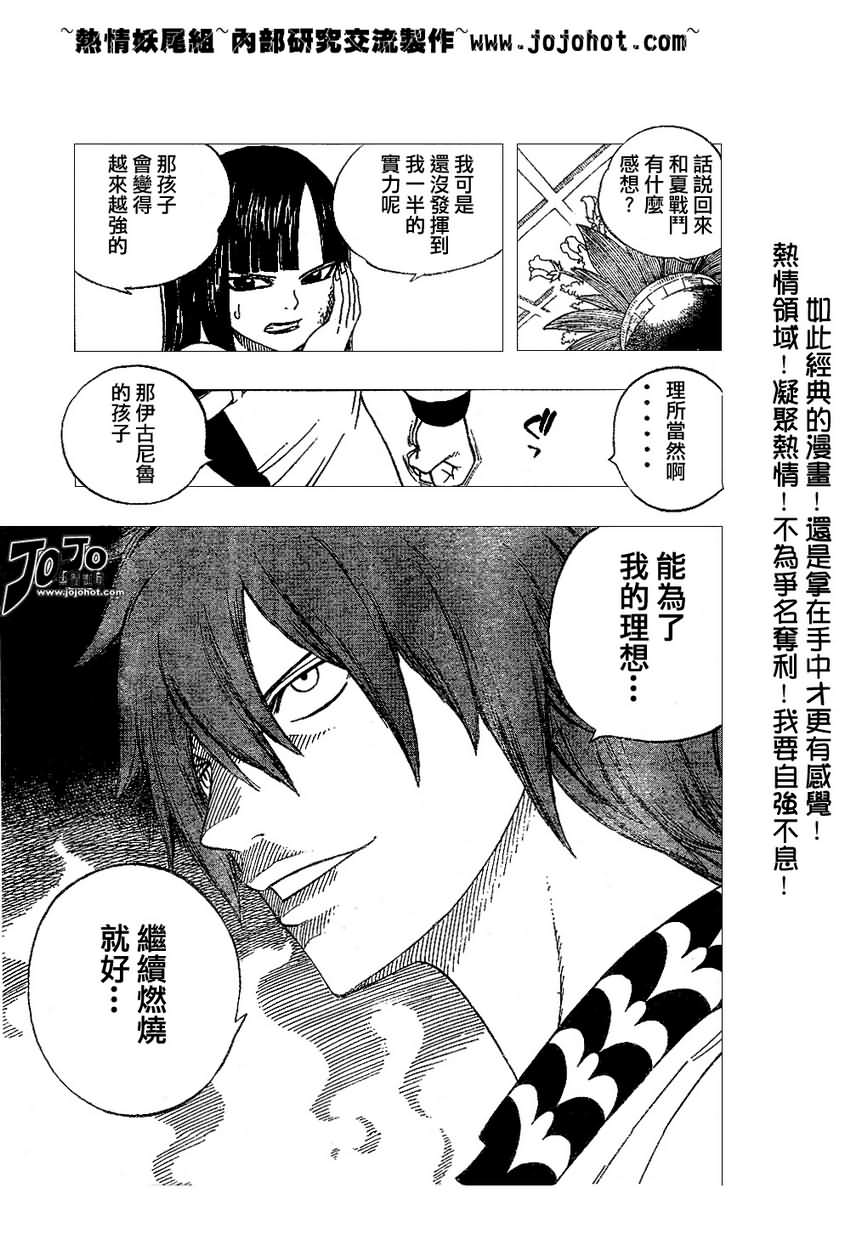 ~熱情妖尾組~內部研究交流製作~www.jojohot.com~
話說回來
和夏戰鬥
有什麼
感想？
我可是
還沒發揮到
我一半的
實力呢
那孩子
會變得
越來越強的
理所當然啊
⋯⋯
那伊古尼魯
的孩子
能為了
我的理想⋯
繼續燃燒
就好⋯
如此經典的漫畫！還是拿在手中才更有感覺！
熱情領域！凝聚熱情！不為爭名奪利！我要自強不息！
JOJO
www.jojohot.com